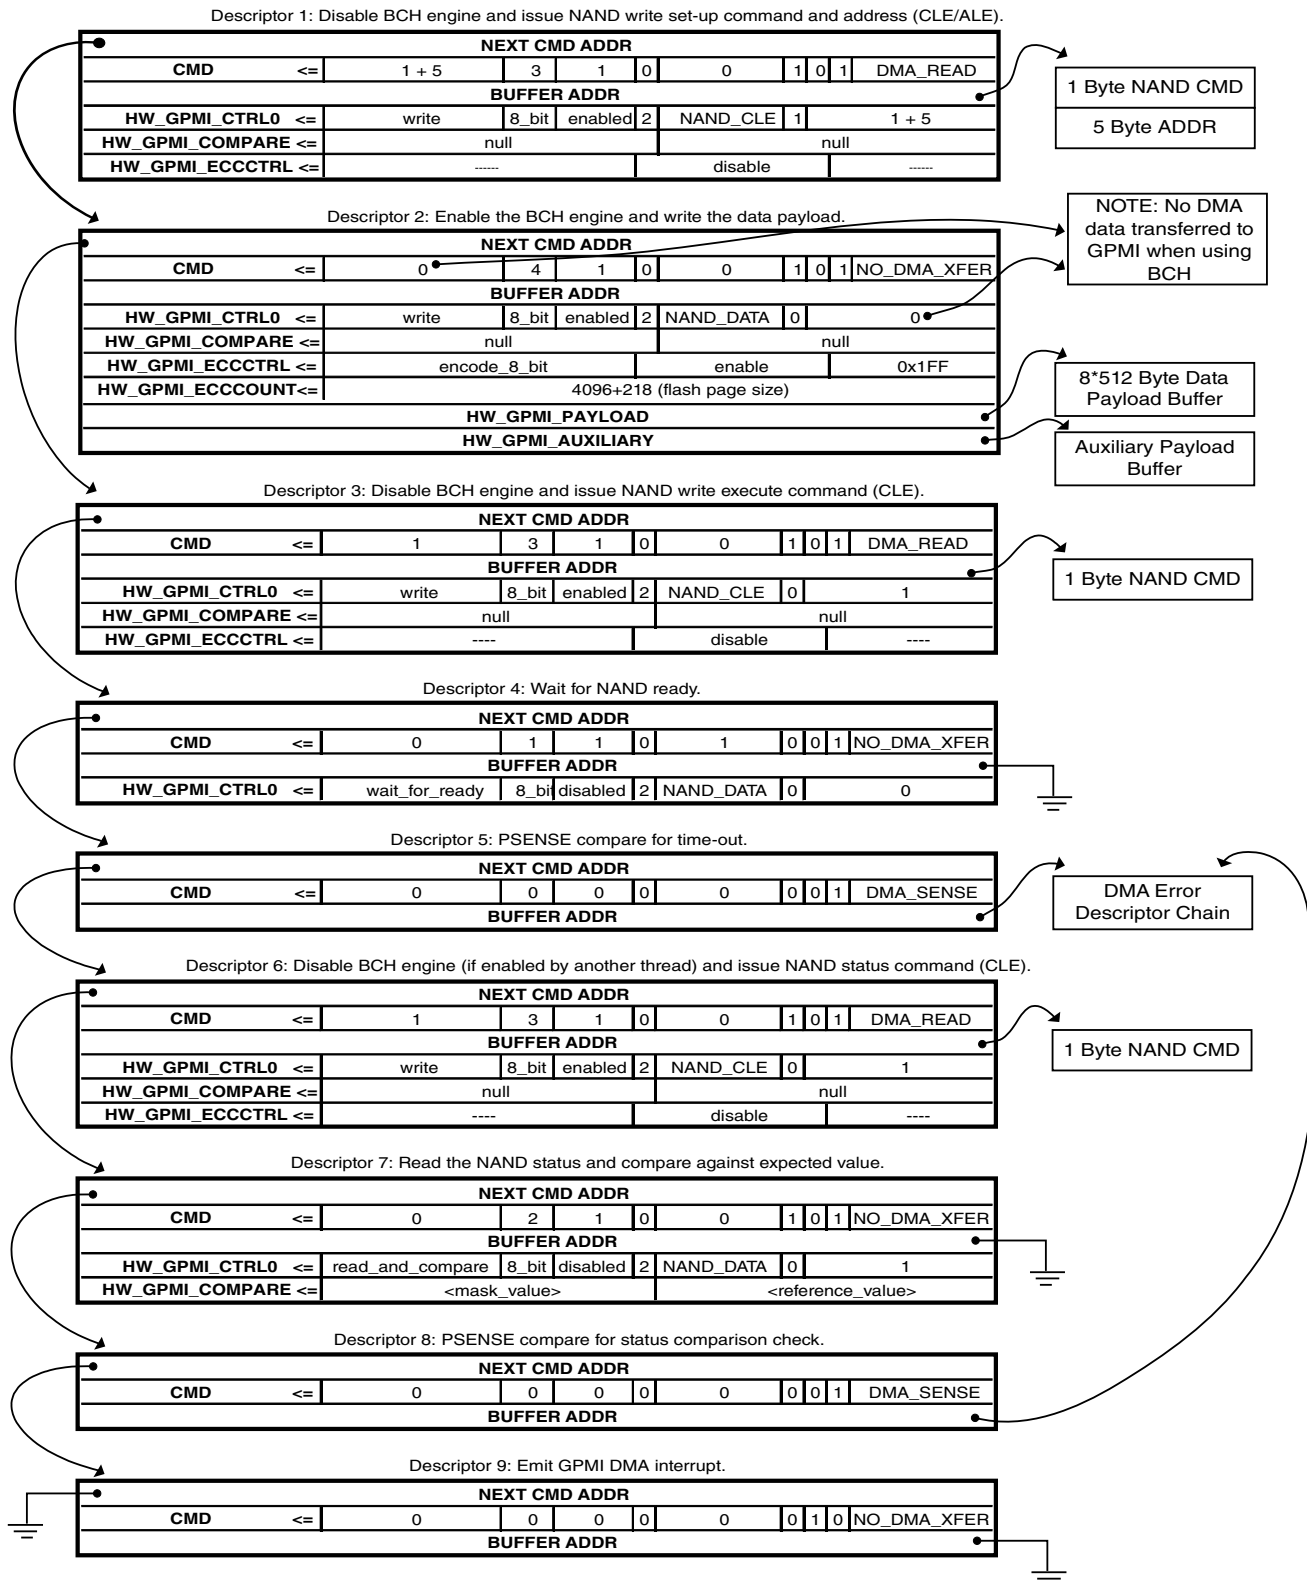 Descriptor 1: Disable BCH engine and issue NAND write set-up command and address (CLE/ALE).
NEXT CMD ADDR
CMD <= 1 + 5 3 1 0 0 1 0 1 DMA_READ
BUFFER ADDR
HW_GPMI_CTRL0 <= write 8_bit enabled 2 NAND_CLE 1 1 + 5
HW_GPMI_COMPARE <= null null
HW_GPMI_ECCCTRL <= ------ disable ------
1 Byte NAND CMD
5 Byte ADDR
Descriptor 2: Enable the BCH engine and write the data payload.
NEXT CMD ADDR
CMD <= 0 4 1 0 0 1 0 1 NO_DMA_XFER
BUFFER ADDR
HW_GPMI_CTRL0 <= write 8_bit enabled 2 NAND_DATA 0 0
HW_GPMI_COMPARE <= null null
HW_GPMI_ECCCTRL <= encode_8_bit enable 0x1FF
HW_GPMI_ECCCOUNT<= 4096+218 (flash page size)
HW_GPMI_PAYLOAD
HW_GPMI_AUXILIARY
NOTE: No DMA
data transferred to
GPMI when using
BCH
8*512 Byte Data
Payload Buffer
Auxiliary Payload
Buffer
Descriptor 3: Disable BCH engine and issue NAND write execute command (CLE).
NEXT CMD ADDR
CMD <= 1 3 1 0 0 1 0 1 DMA_READ
BUFFER ADDR
HW_GPMI_CTRL0 <= write 8_bit enabled 2 NAND_CLE 0 1
HW_GPMI_COMPARE <= null null
HW_GPMI_ECCCTRL <= ---- disable ----
1 Byte NAND CMD
Descriptor 4: Wait for NAND ready.
NEXT CMD ADDR
CMD <= 0 1 1 0 1 0 0 1 NO_DMA_XFER
BUFFER ADDR
HW_GPMI_CTRL0 <= wait_for_ready 8_bit disabled 2 NAND_DATA 0 0
Descriptor 5: PSENSE compare for time-out.
NEXT CMD ADDR
CMD <= 0 0 0 0 0 0 0 1 DMA_SENSE
BUFFER ADDR
DMA Error
Descriptor Chain
Descriptor 6: Disable BCH engine (if enabled by another thread) and issue NAND status command (CLE).
NEXT CMD ADDR
CMD <= 1 3 1 0 0 1 0 1 DMA_READ
BUFFER ADDR
HW_GPMI_CTRL0 <= write 8_bit enabled 2 NAND_CLE 0 1
HW_GPMI_COMPARE <= null null
HW_GPMI_ECCCTRL <= ---- disable ----
1 Byte NAND CMD
Descriptor 7: Read the NAND status and compare against expected value.
NEXT CMD ADDR
CMD <= 0 2 1 0 0 1 0 1 NO_DMA_XFER
BUFFER ADDR
HW_GPMI_CTRL0 <= read_and_compare 8_bit disabled 2 NAND_DATA 0 1
HW_GPMI_COMPARE <= <mask_value> <reference_value>
Descriptor 8: PSENSE compare for status comparison check.
NEXT CMD ADDR
CMD <= 0 0 0 0 0 0 0 1 DMA_SENSE
BUFFER ADDR
Descriptor 9: Emit GPMI DMA interrupt.
NEXT CMD ADDR
CMD <= 0 0 0 0 0 0 1 0 NO_DMA_XFER
BUFFER ADDR